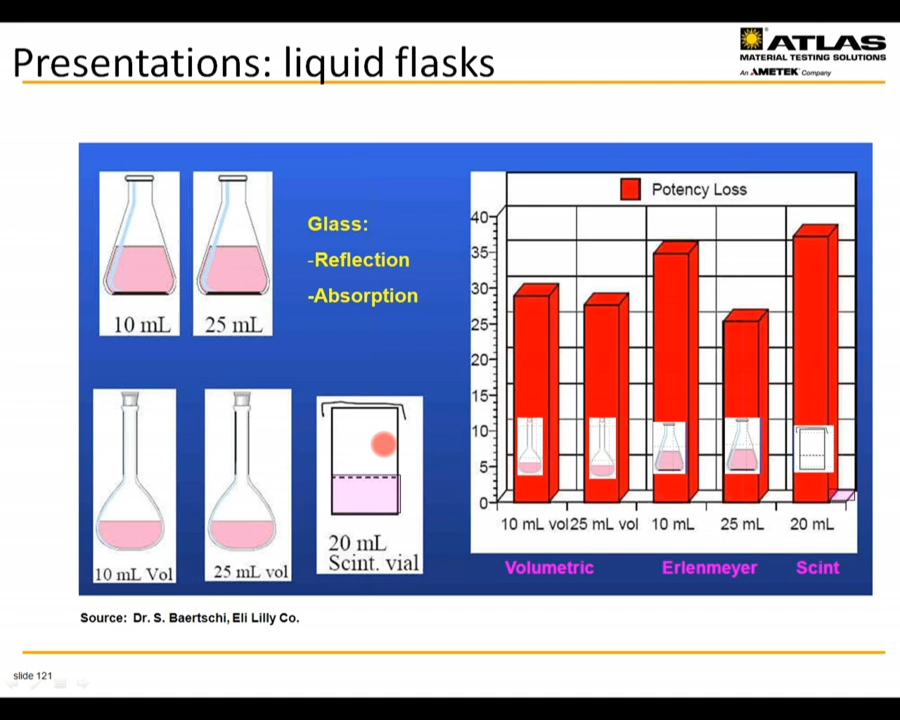 Presentations: liquid flasks
ATLAS
MATERIAL TESTING SOLUTIONS
An AMETEK Company
10 mL
25 mL
Glass:
-Reflection
-Absorption
10 mL Vol
25 mL vol
20 mL
Scint. vial
Potency Loss
40
35
30
25
20
15
10
5
0
10 mL vol 25 mL vol 10 mL 25 mL 20 mL
Volumetric Erlenmeyer Scint
Source: Dr. S. Baertschi, Eli Lilly Co.
slide 121